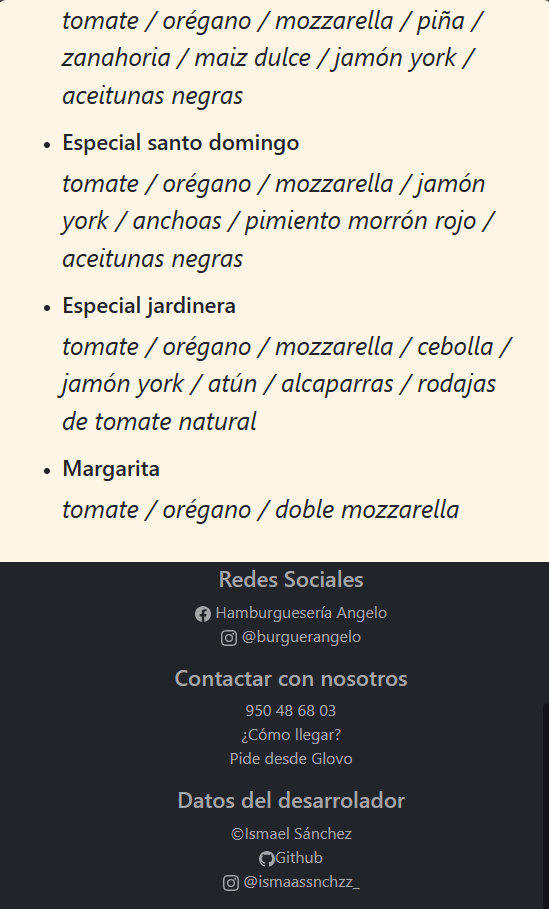 tomate / orégano / mozzarella / piña /
zanahoria / maiz dulce / jamón york /
aceitunas negras
• Especial santo domingo
tomate / orégano / mozzarella / jamón
york / anchoas / pimiento morrón rojo /
aceitunas negras
• Especial jardinera
tomate / orégano / mozzarella / cebolla /
jamón york / atún / alcaparras / rodajas
de tomate natural
• Margarita
tomate / orégano / doble mozzarella
Redes Sociales
Hamburguesería Angelo
@burguerangelo
Contactar con nosotros
950 48 68 03
¿Cómo llegar?
Pide desde Glovo
Datos del desarrolador
©Ismael Sánchez
Github
@ismaassnchzz_